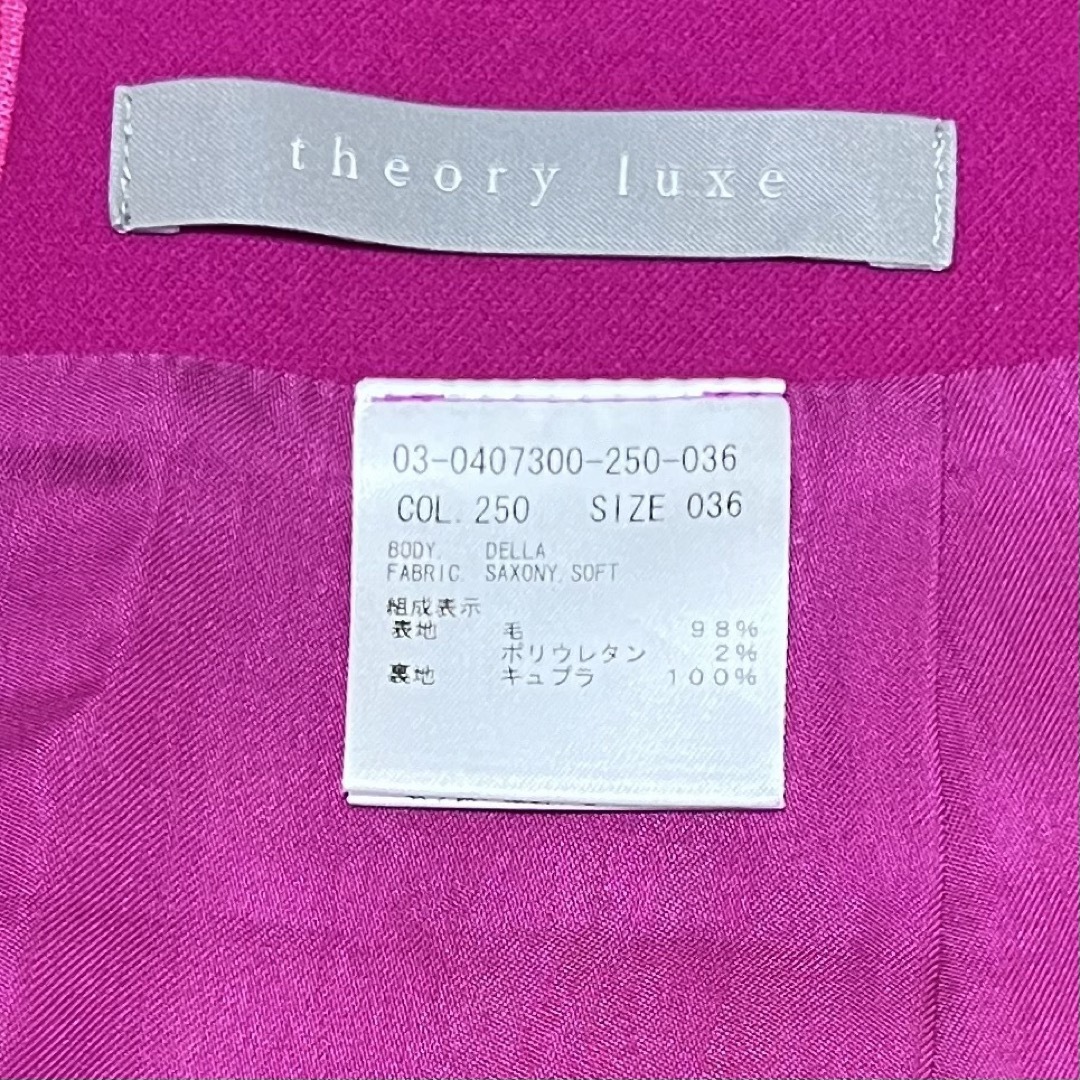 theory luxe
03-0407300-250-036
COL. 250 SIZE 036
BODY. DELLA
FABRIC. SAXONY.SOFT
組成表示
表地 毛 98%
ポリウレタン 2%
裏地 キュプラ 100%